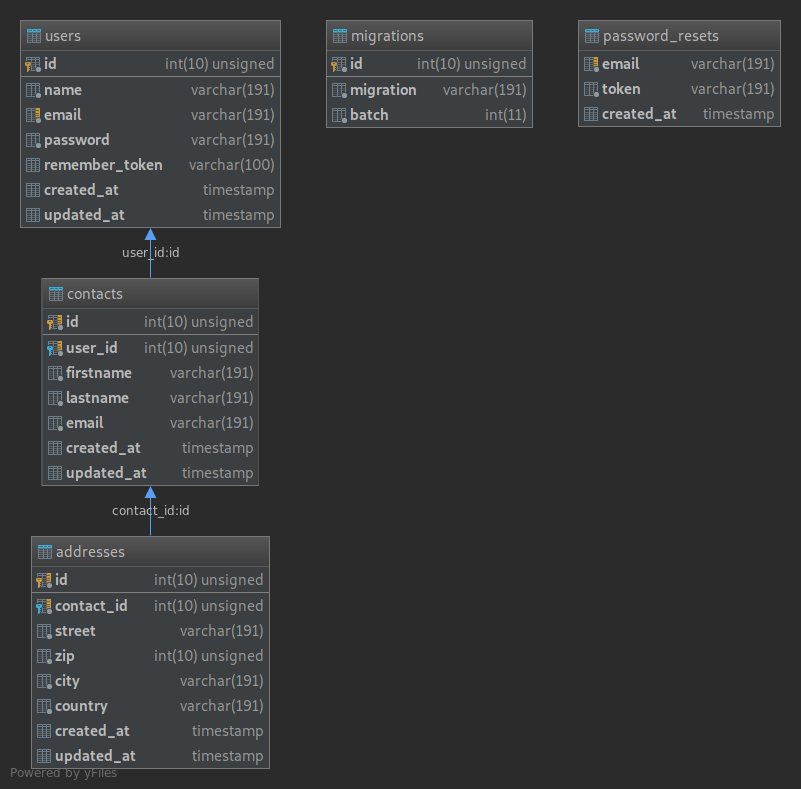 users
id int(10) unsigned
name varchar(191)
email varchar(191)
password varchar(191)
remember_token varchar(100)
created_at timestamp
updated_at timestamp
migrations
id int(10) unsigned
migration varchar(191)
batch int(11)
password_resets
email varchar(191)
token varchar(191)
created_at timestamp
user_id:id
contacts
id int(10) unsigned
user_id int(10) unsigned
firstname varchar(191)
lastname varchar(191)
email varchar(191)
created_at timestamp
updated_at timestamp
contact_id:id
addresses
id int(10) unsigned
contact_id int(10) unsigned
street varchar(191)
zip int(10) unsigned
city varchar(191)
country varchar(191)
created_at timestamp
updated_at timestamp
Powered by yFiles